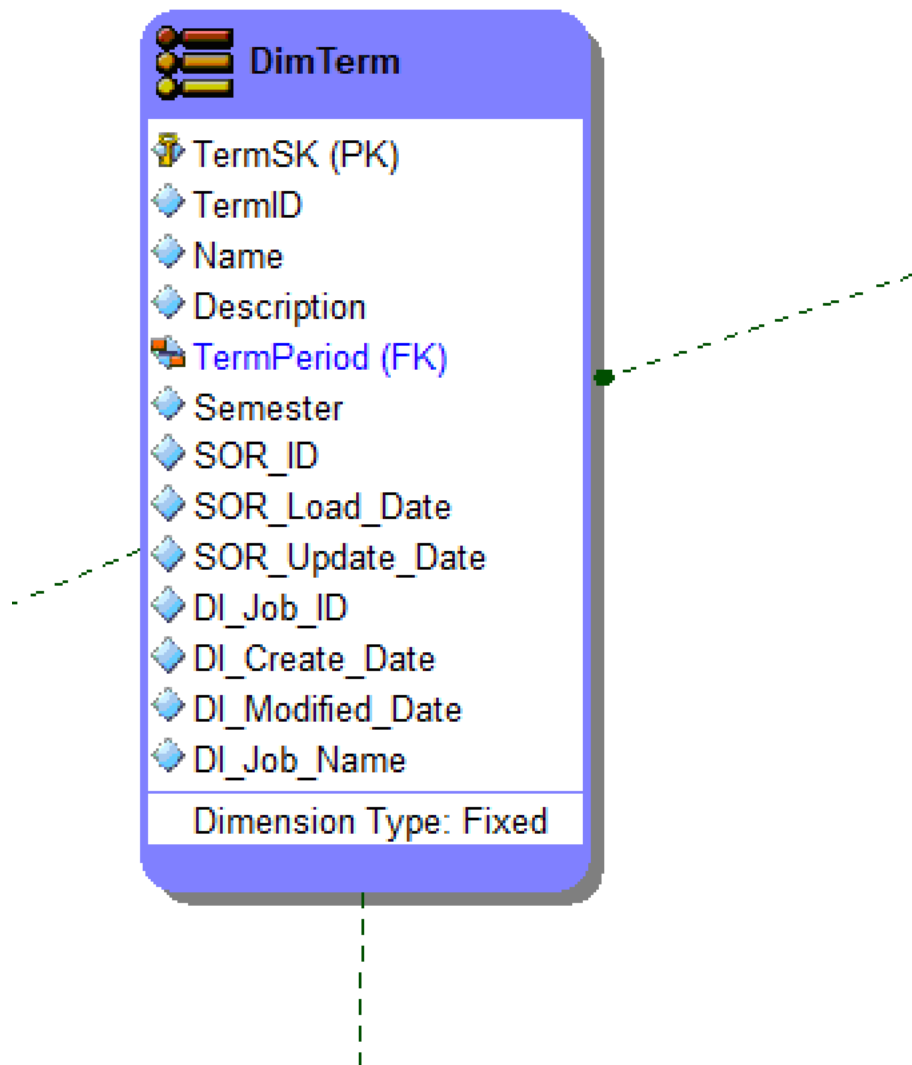 DimTerm
TermSK (PK)
TermID
Name
Description
TermPeriod (FK)
Semester
SOR_ID
SOR_Load_Date
SOR_Update_Date
DI_Job_ID
DI_Create_Date
DI_Modified_Date
DI_Job_Name
Dimension Type: Fixed